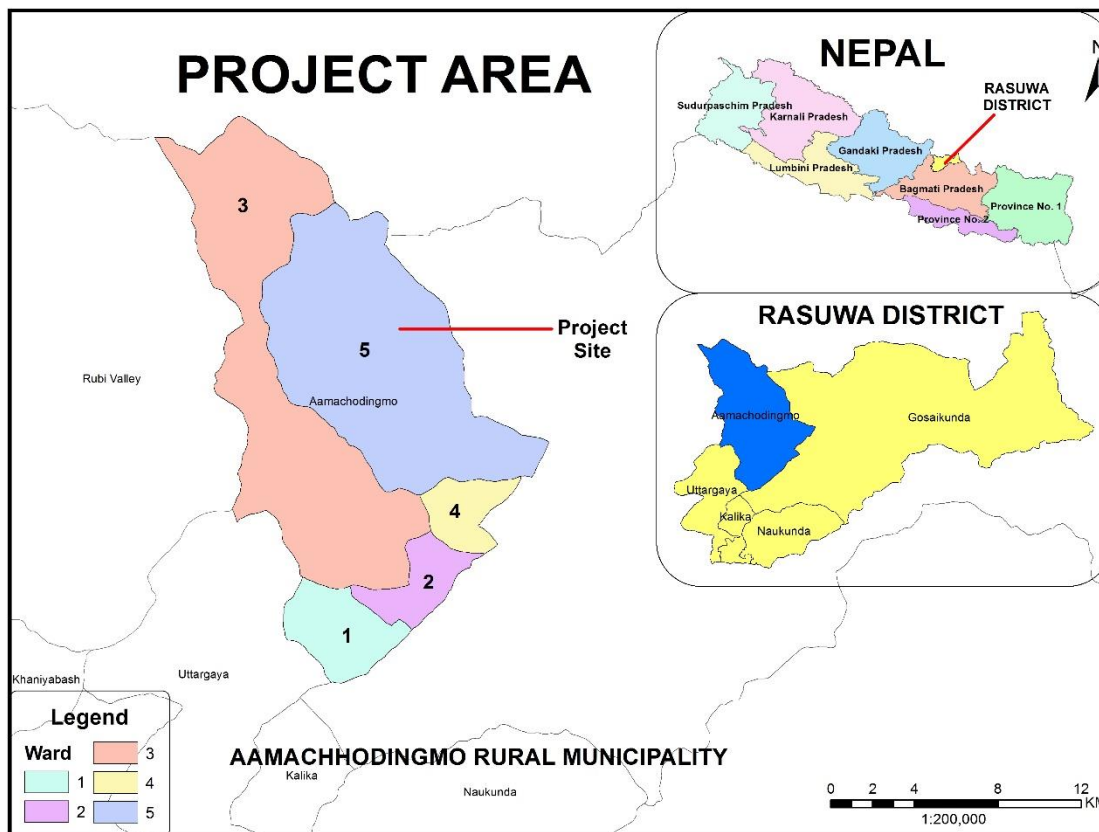 PROJECT AREA
3
5
Project
Site
Rubi Valley
Aamachodingmo
4
2
1
Uttargaya
Khaniyabash
Kalika
Naukunda
AAMACHHODINGMO RURAL MUNICIPALITY
Legend
Ward
1
2
3
4
5
NEPAL
N
RASUWA
DISTRICT
Sudurpaschim Pradesh
Karnali Pradesh
Gandaki Pradesh
Lumbini Pradesh
Bagmati Pradesh
Province No. 1
Province No. 2
RASUWA DISTRICT
Aamachodingmo
Gosaikunda
Uttargaya
Kalika
Naukunda
0 2 4 8 12
KM
1:200,000